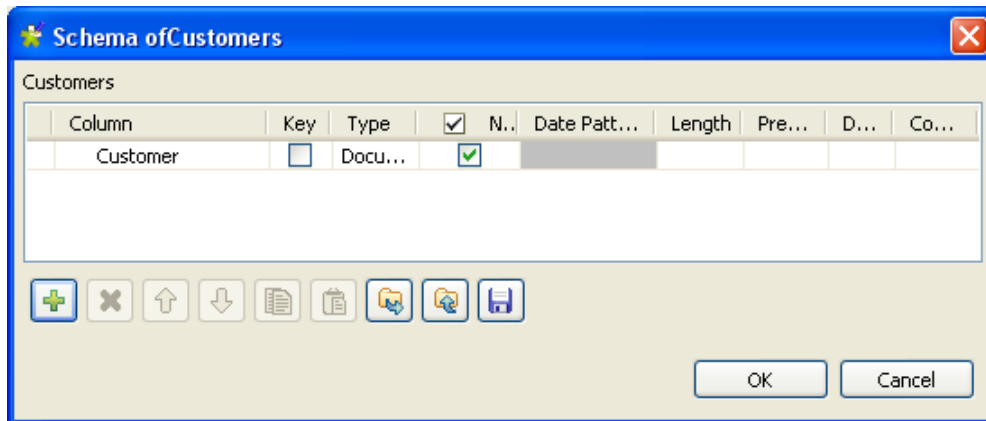 Schema ofCustomers
Customers
Column Key Type N.. Date Patt... Length Pre... D... Co...
Customer Docu...
OK Cancel